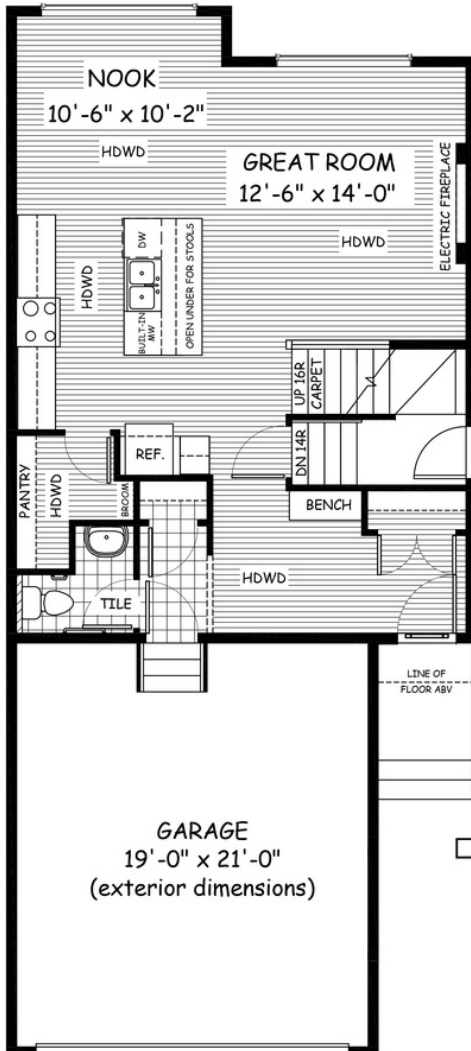 NOOK
10'-6" x 10'-2"
HDWD
GREAT ROOM
12'-6" x 14'-0"
HDWD
ELECTRIC FIREPLACE
HDWD
DW
BUILT-IN
MW
OPEN UNDER FOR STOOLS
UP 16R
CARPET
DN 14R
REF.
PANTRY
HDWD
BROOM
BENCH
HDWD
TILE
LINE OF
FLOOR ABV
GARAGE
19'-0" x 21'-0"
(exterior dimensions)